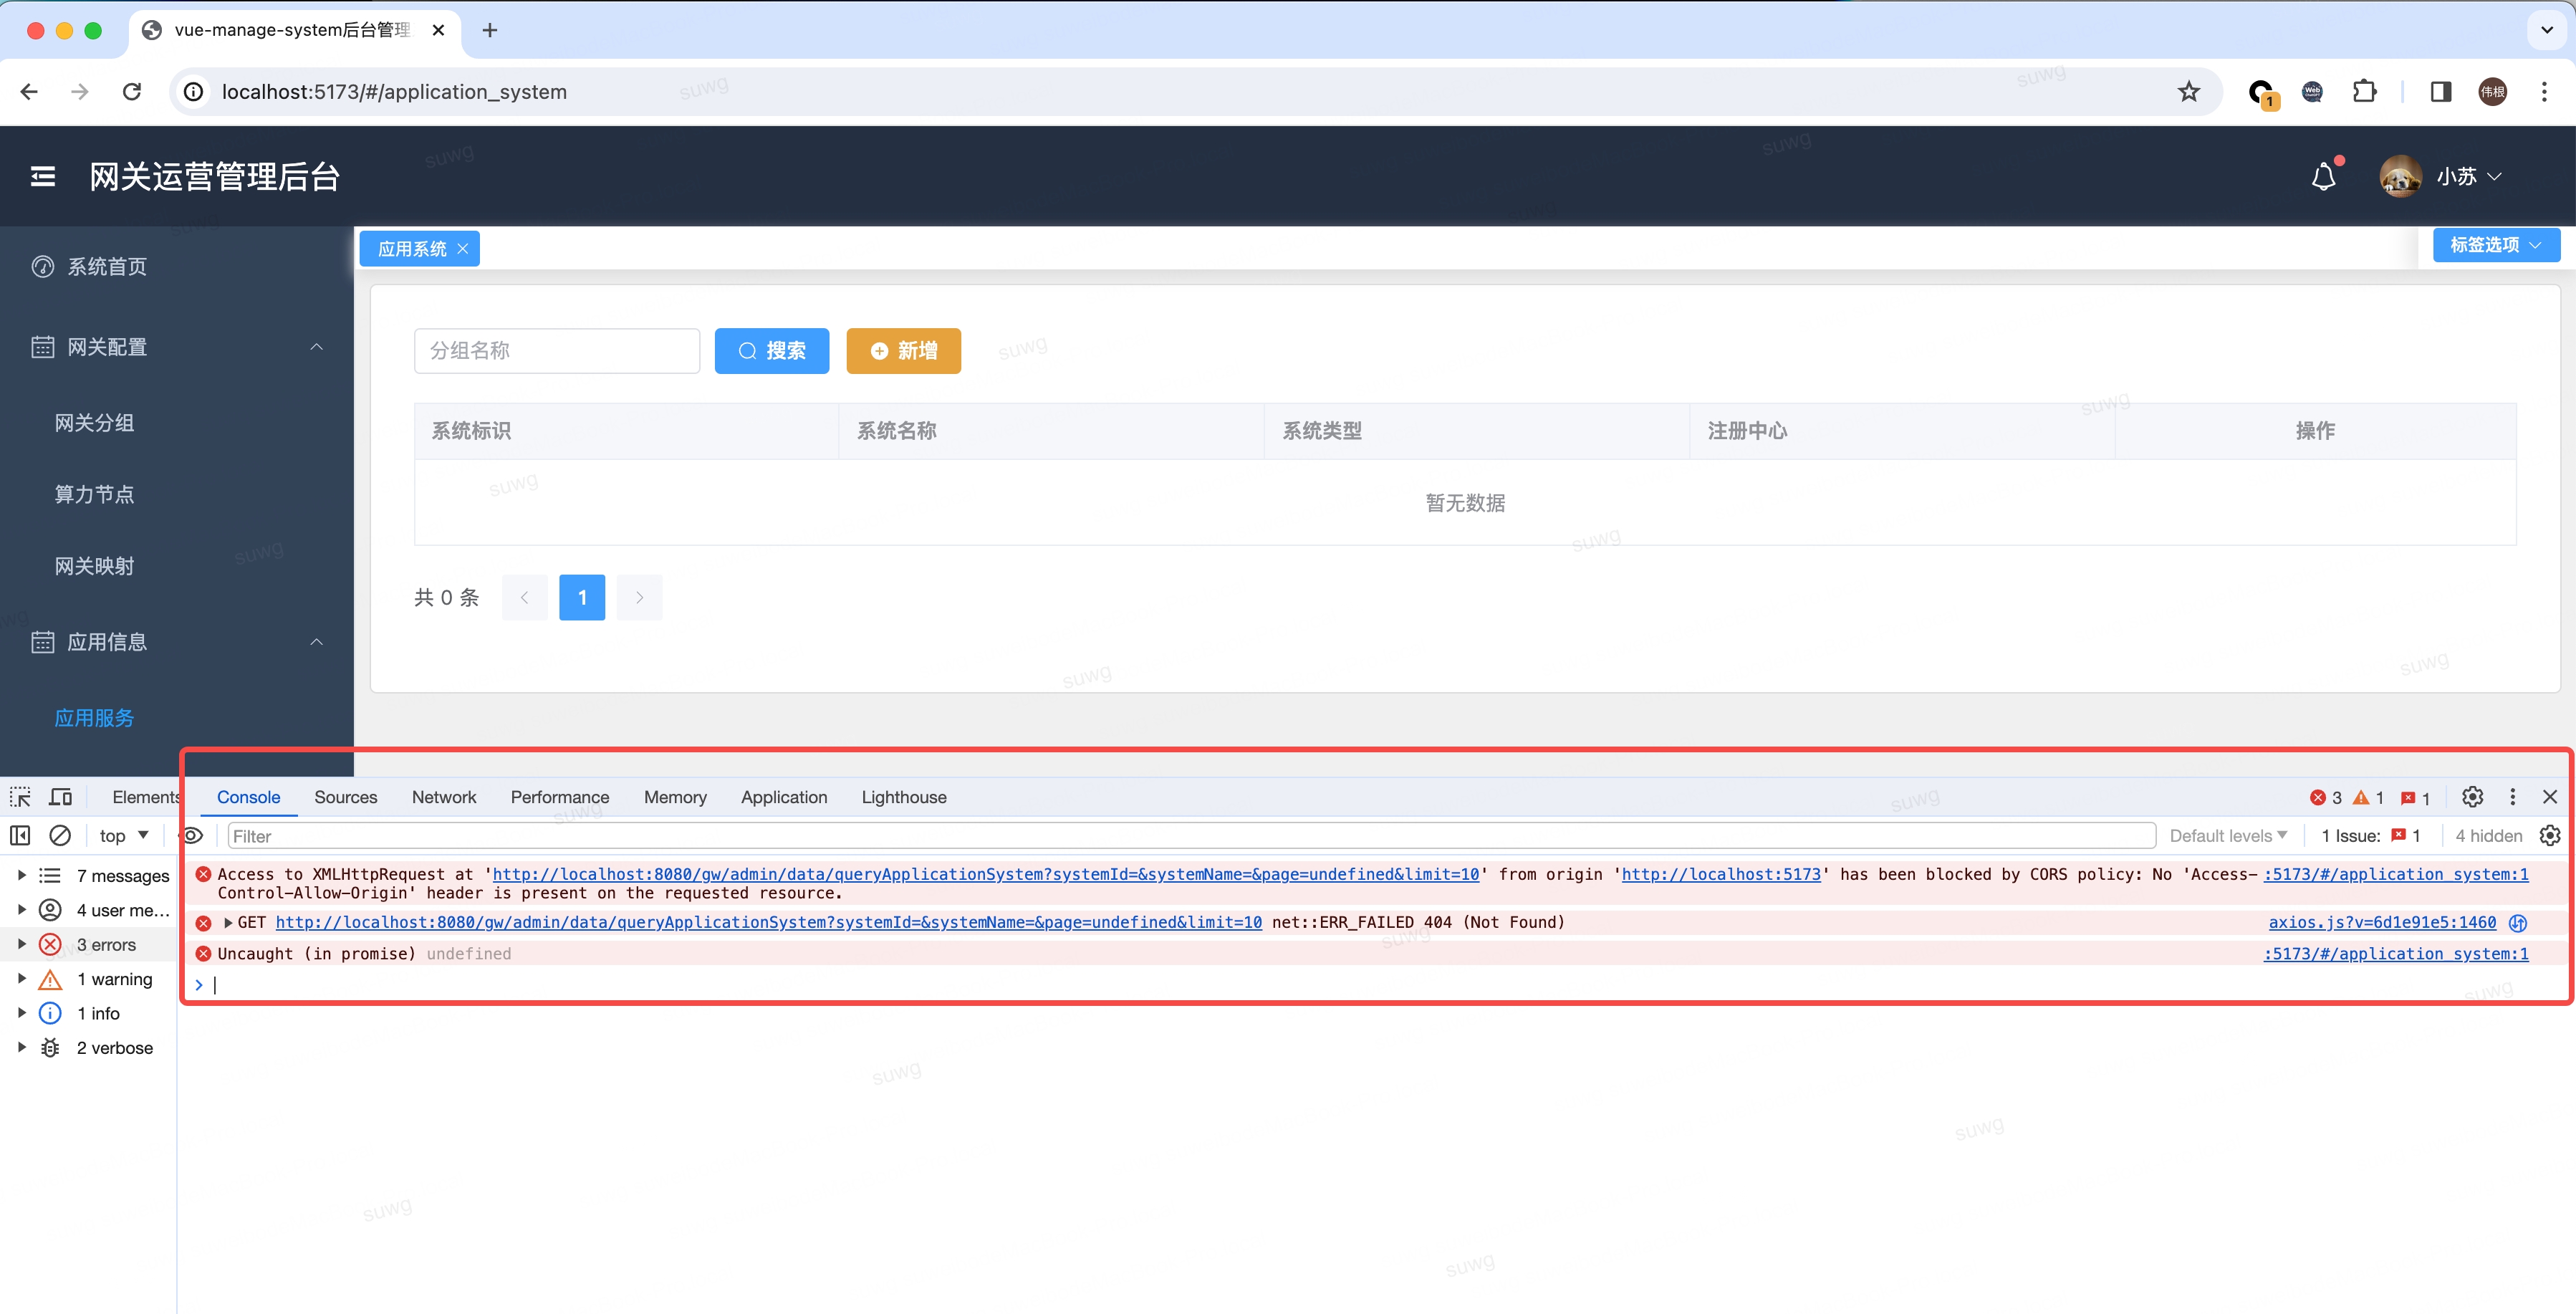 vue-manage-system后台管理
localhost:5173/#/application_system
1
Web
伟根
网关运营管理后台
小苏
系统首页
网关配置
网关分组
算力节点
网关映射
应用信息
应用服务
应用系统
标签选项
分组名称
搜索
新增
系统标识 系统名称 系统类型 注册中心 操作
暂无数据
共 0 条 1
Elements Console Sources Network Performance Memory Application Lighthouse 3 1 1
top Filter Default levels 1 Issue: 1 4 hidden
7 messages
4 user me...
3 errors
1 warning
1 info
2 verbose
Access to XMLHttpRequest at 'http://localhost:8080/gw/admin/data/queryApplicationSystem?systemId=&systemName=&page=undefined&limit=10' from origin 'http://localhost:5173' has been blocked by CORS policy: No 'Access- :5173/#/application_system:1
Control-Allow-Origin' header is present on the requested resource.
GET http://localhost:8080/gw/admin/data/queryApplicationSystem?systemId=&systemName=&page=undefined&limit=10 net::ERR_FAILED 404 (Not Found) axios.js?v=6d1e91e5:1460
Uncaught (in promise) undefined :5173/#/application_system:1
suwg